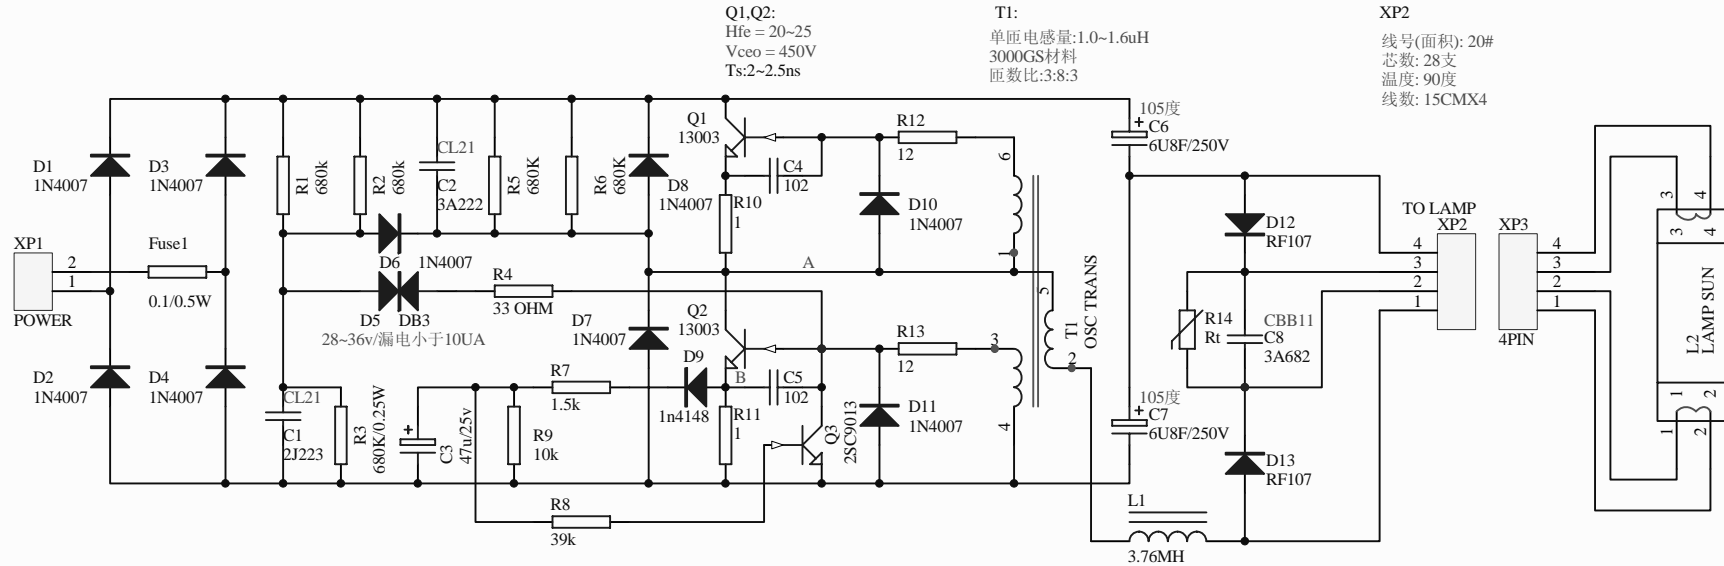 Q1,Q2:
Hfe = 20~25
Vceo = 450V
Ts:2~2.5ns
T1:
单匝电感量:1.0~1.6uH
3000GS材料
匝数比:3:8:3
XP2
线号(面积): 20#
芯数: 28支
温度: 90度
线数: 15CMX4
XP1
2
1
POWER
Fuse1
0.1/0.5W
D1
1N4007
D3
1N4007
D2
1N4007
D4
1N4007
R1
680k
R2
680k
CL21
C2
3A222
R5
680K
R6
680K
D8
1N4007
D6
1N4007
D5
DB3
28~36v/漏电小于10UA
R4
33 OHM
CL21
C1
2J223
R3
680K/0.25W
C3
47u/25v
R9
10k
R7
1.5k
R8
39k
D7
1N4007
D9
1n4148
Q1
13003
C4
102
R10
1
R12
12
D10
1N4007
A
Q2
13003
B
C5
102
R11
1
Q3
2SC9013
R13
12
D11
1N4007
6
1
5
2
3
4
T1
OSC TRANS
105度
C6
6U8F/250V
105度
C7
6U8F/250V
D12
RF107
R14
Rt
CBB11
C8
3A682
D13
RF107
L1
3.76MH
TO LAMP
XP2
4
3
2
1
XP3
4
3
2
1
4PIN
3
4
3
4
L2
LAMP SUN
1
2
1
2